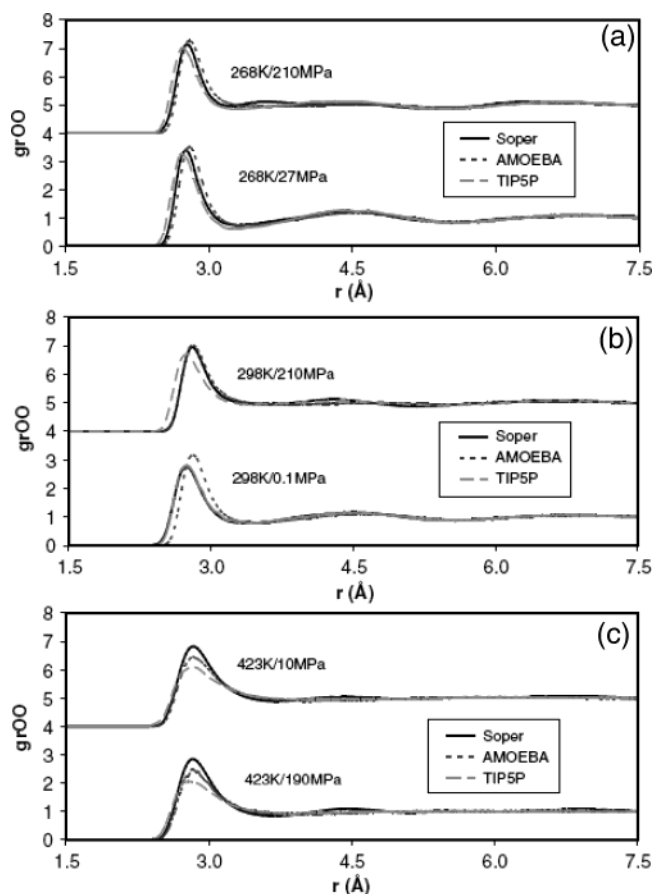 (a)
8
7
6
5
4
3
2
1
0
grOO
268K/210MPa
268K/27MPa
Soper
AMOEBA
TIP5P
1.5 3.0 4.5 6.0 7.5
r (Å)
(b)
8
7
6
5
4
3
2
1
0
grOO
298K/210MPa
298K/0.1MPa
Soper
AMOEBA
TIP5P
1.5 3.0 4.5 6.0 7.5
r (Å)
(c)
8
7
6
5
4
3
2
1
0
grOO
423K/10MPa
423K/190MPa
Soper
AMOEBA
TIP5P
1.5 3.0 4.5 6.0 7.5
r (Å)